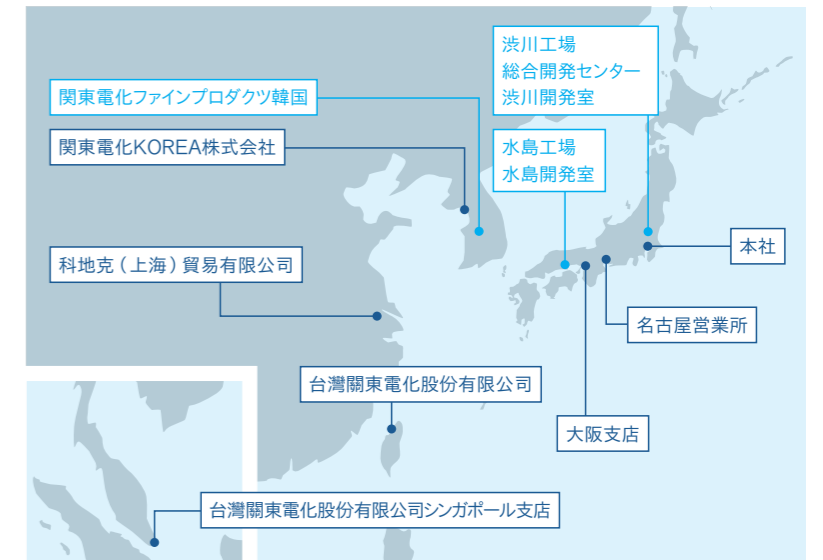 渋川工場
総合開発センター
渋川開発室
関東電化ファインプロダクツ韓国
関東電化KOREA株式会社
水島工場
水島開発室
本社
科地克（上海）貿易有限公司
名古屋営業所
台灣關東電化股份有限公司
大阪支店
台灣關東電化股份有限公司シンガポール支店